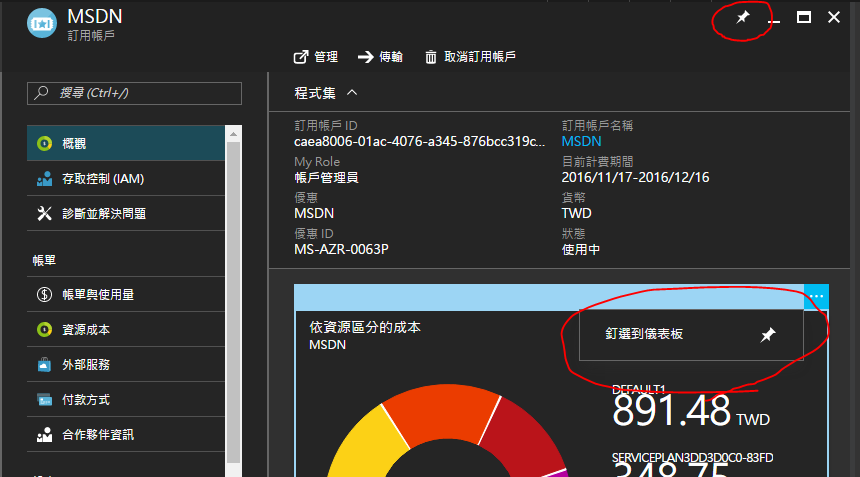 MSDN
訂用帳戶
管理
傳輸
取消訂用帳戶
搜尋 (Ctrl+/)
概觀
存取控制 (IAM)
診斷並解決問題
帳單
帳單與使用量
資源成本
外部服務
付款方式
合作夥伴資訊
程式集
訂用帳戶 ID
caea8006-01ac-4076-a345-876bcc319c...
訂用帳戶名稱
MSDN
My Role
帳戶管理員
目前計費期間
2016/11/17-2016/12/16
優惠
MSDN
貨幣
TWD
優惠 ID
MS-AZR-0063P
狀態
使用中
...
依資源區分的成本
MSDN
釘選到儀表板
DEFAULT1
891.48 TWD
SERVICEPLAN3DD3D0C0-83FD
348.75